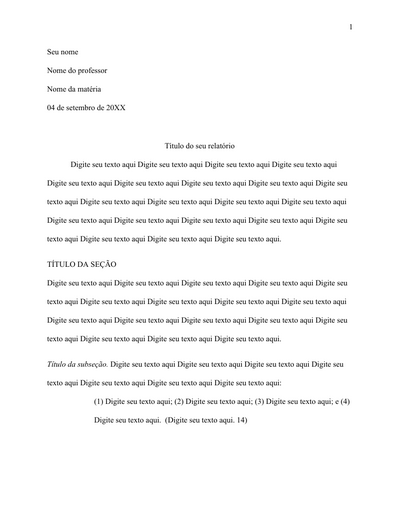 1
Seu nome
Nome do professor
Nome da matéria
04 de setembro de 20XX
Título do seu relatório
Digite seu texto aqui Digite seu texto aqui Digite seu texto aqui Digite seu texto aqui
Digite seu texto aqui Digite seu texto aqui Digite seu texto aqui Digite seu texto aqui Digite seu
texto aqui Digite seu texto aqui Digite seu texto aqui Digite seu texto aqui Digite seu texto aqui
Digite seu texto aqui Digite seu texto aqui Digite seu texto aqui Digite seu texto aqui Digite seu
texto aqui Digite seu texto aqui Digite seu texto aqui Digite seu texto aqui.
TÍTULO DA SEÇÃO
Digite seu texto aqui Digite seu texto aqui Digite seu texto aqui Digite seu texto aqui Digite seu
texto aqui Digite seu texto aqui Digite seu texto aqui Digite seu texto aqui Digite seu texto aqui
Digite seu texto aqui Digite seu texto aqui Digite seu texto aqui Digite seu texto aqui Digite seu
texto aqui Digite seu texto aqui Digite seu texto aqui Digite seu texto aqui.
Título da subseção. Digite seu texto aqui Digite seu texto aqui Digite seu texto aqui Digite seu
texto aqui Digite seu texto aqui Digite seu texto aqui Digite seu texto aqui:
(1) Digite seu texto aqui; (2) Digite seu texto aqui; (3) Digite seu texto aqui; e (4)
Digite seu texto aqui. (Digite seu texto aqui. 14)